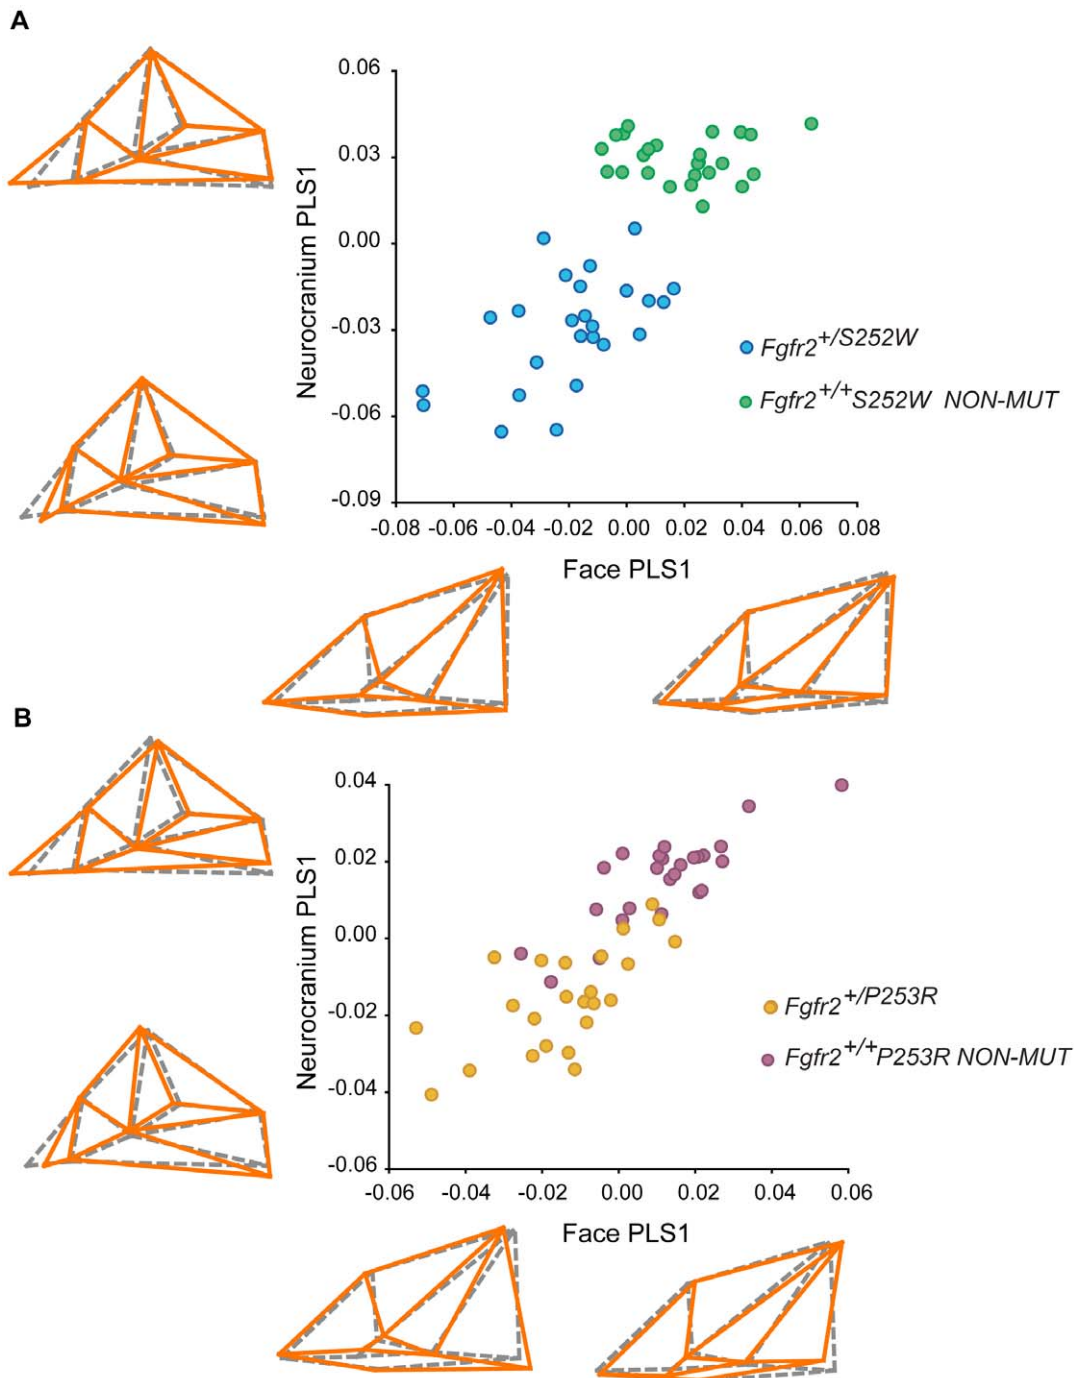 A
0.06
0.03
0.00
-0.03
-0.06
-0.09
Neurocranium PLS1
Fgfr2+/S252W
Fgfr2+/+S252W NON-MUT
-0.08 -0.06 -0.04 -0.02 0.00 0.02 0.04 0.06 0.08
Face PLS1
B
0.04
0.02
0.00
-0.02
-0.04
-0.06
Neurocranium PLS1
Fgfr2+/P253R
Fgfr2+/+P253R NON-MUT
-0.06 -0.04 -0.02 0.00 0.02 0.04 0.06
Face PLS1